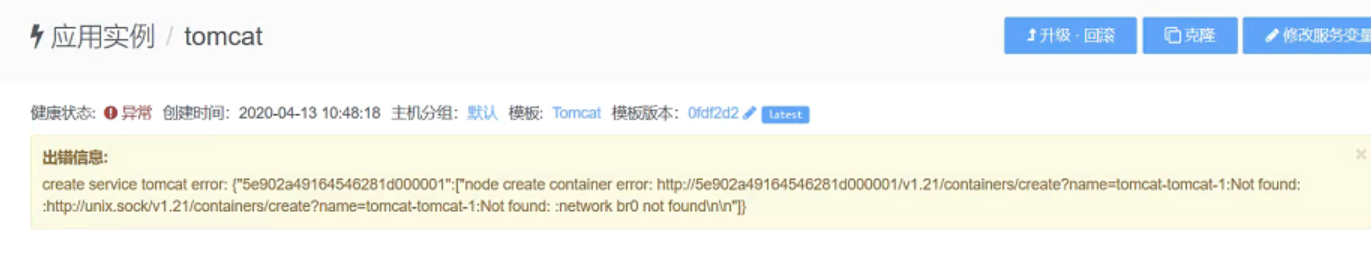 应用实例 / tomcat
升级 · 回滚 克隆 修改服务变量
健康状态: 异常 创建时间: 2020-04-13 10:48:18 主机分组: 默认 模板: Tomcat 模板版本: 0fdf2d2 latest
出错信息:
create service tomcat error: {"5e902a49164546281d000001":["node create container error: http://5e902a49164546281d000001/v1.21/containers/create?name=tomcat-tomcat-1:Not found:
:http://unix.sock/v1.21/containers/create?name=tomcat-tomcat-1:Not found: :network br0 not found\n\n"]}